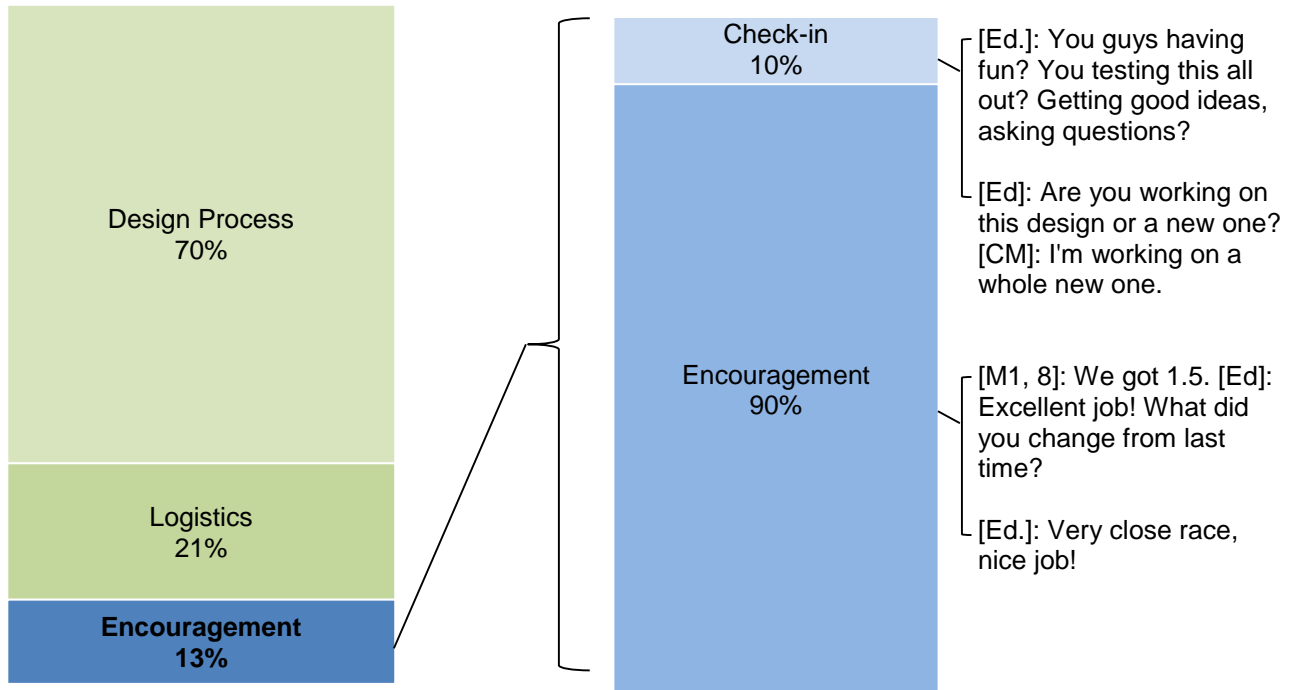 Design Process
70%
Logistics
21%
Encouragement
13%
Check-in
10%
Encouragement
90%
[Ed.]: You guys having
fun? You testing this all
out? Getting good ideas,
asking questions?
[Ed]: Are you working on
this design or a new one?
[CM]: I'm working on a
whole new one.
[M1, 8]: We got 1.5. [Ed]:
Excellent job! What did
you change from last
time?
[Ed.]: Very close race,
nice job!